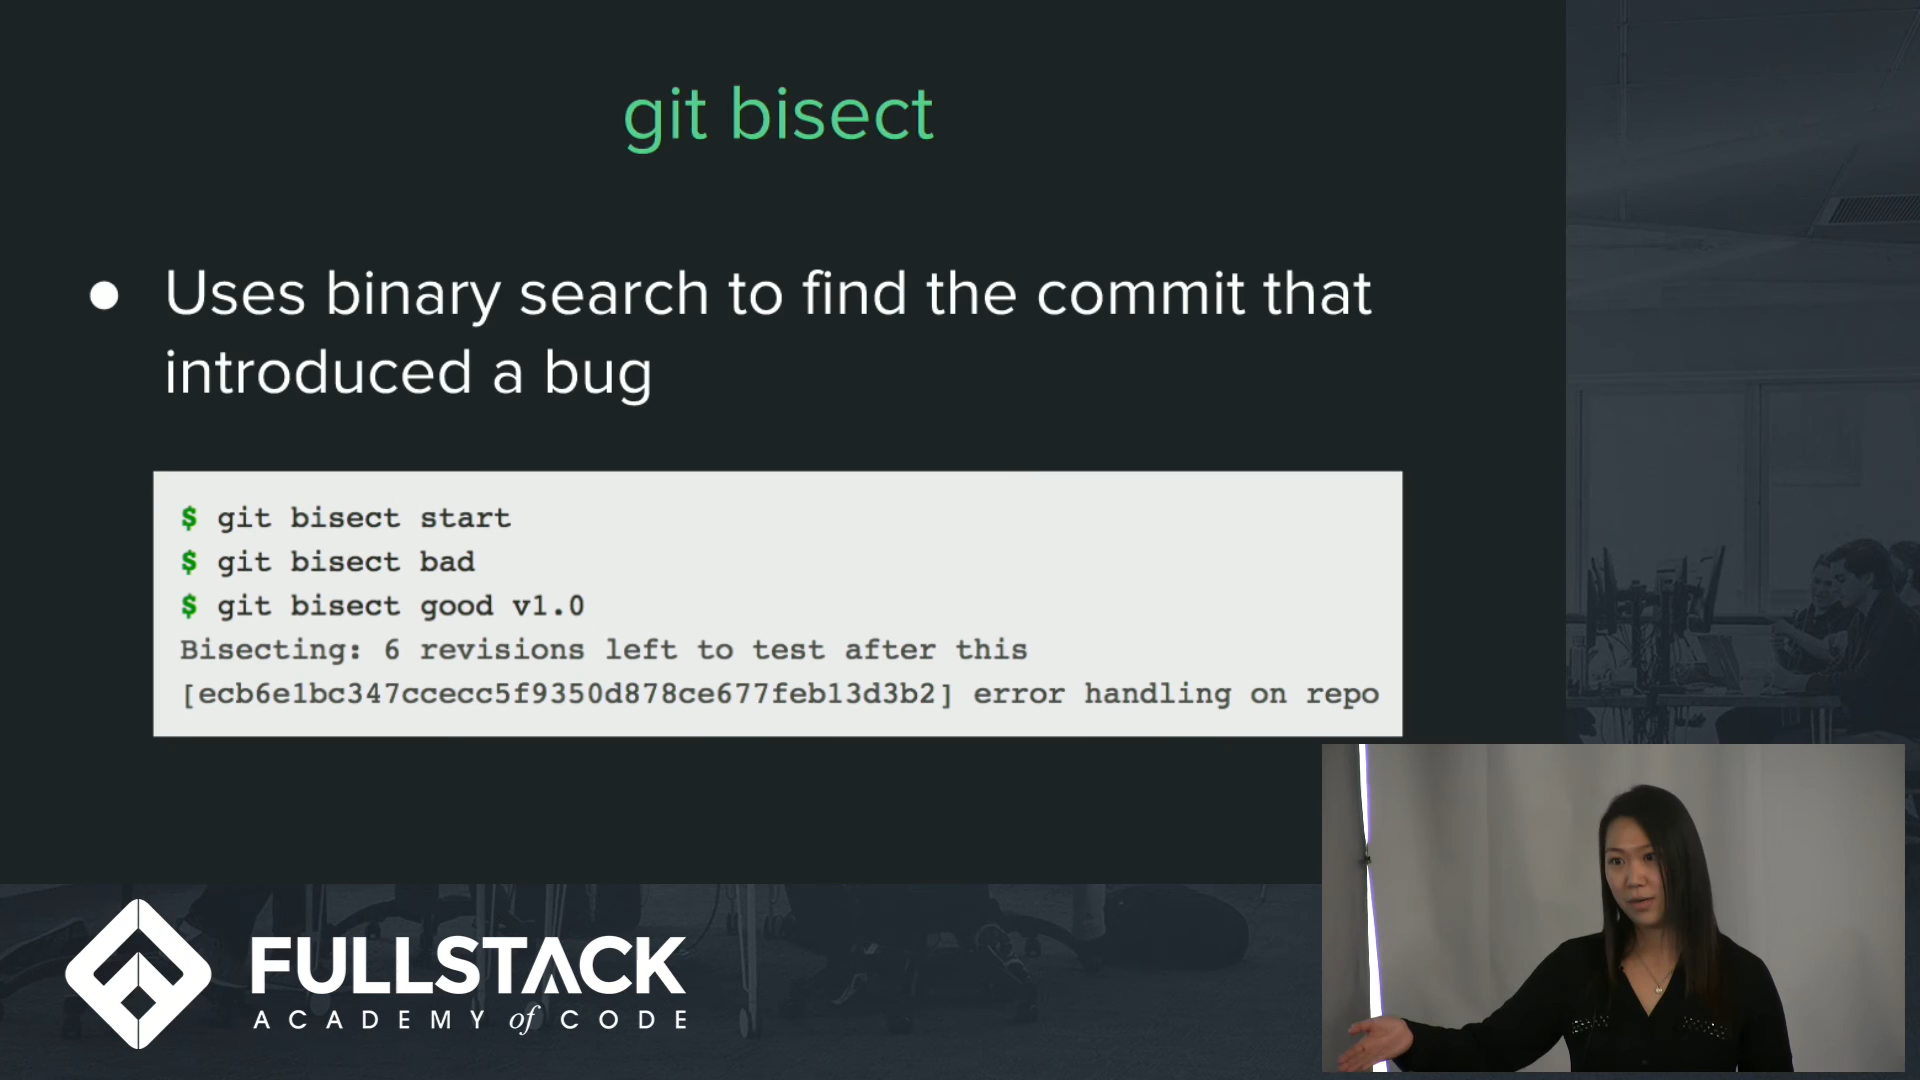 git bisect
● Uses binary search to find the commit that
introduced a bug
$ git bisect start
$ git bisect bad
$ git bisect good v1.0
Bisecting: 6 revisions left to test after this
[ecb6e1bc347ccecc5f9350d878ce677feb13d3b2] error handling on repo
FULLSTACK
ACADEMY of CODE